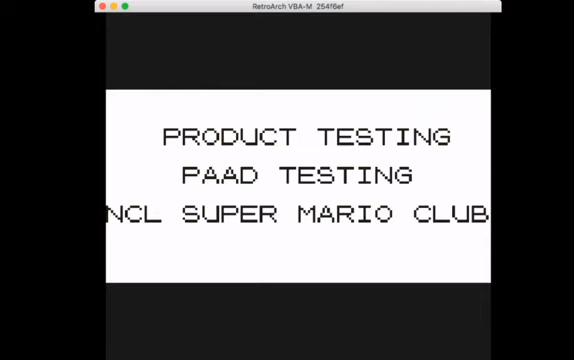 RetroArch VBA-M 254f6ef
PRODUCT TESTING
PAAD TESTING
NCL SUPER MARIO CLUB